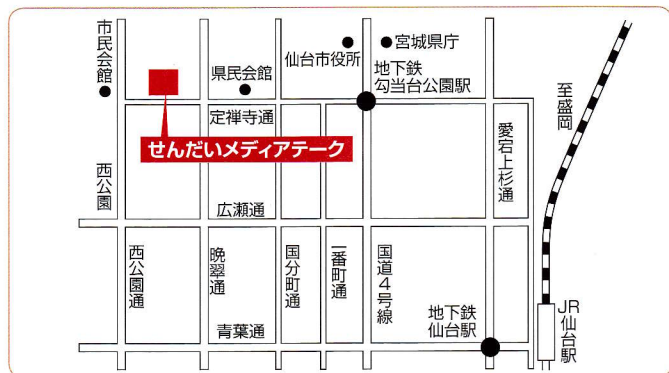 市民会館
県民会館
仙台市役所
宮城県庁
地下鉄
勾当台公園駅
定禅寺通
せんだいメディアテーク
愛宕上杉通
至盛岡
西公園
広瀬通
西公園通
晩翠通
国分町通
一番町通
国道4号線
青葉通
地下鉄
仙台駅
JR
仙台駅